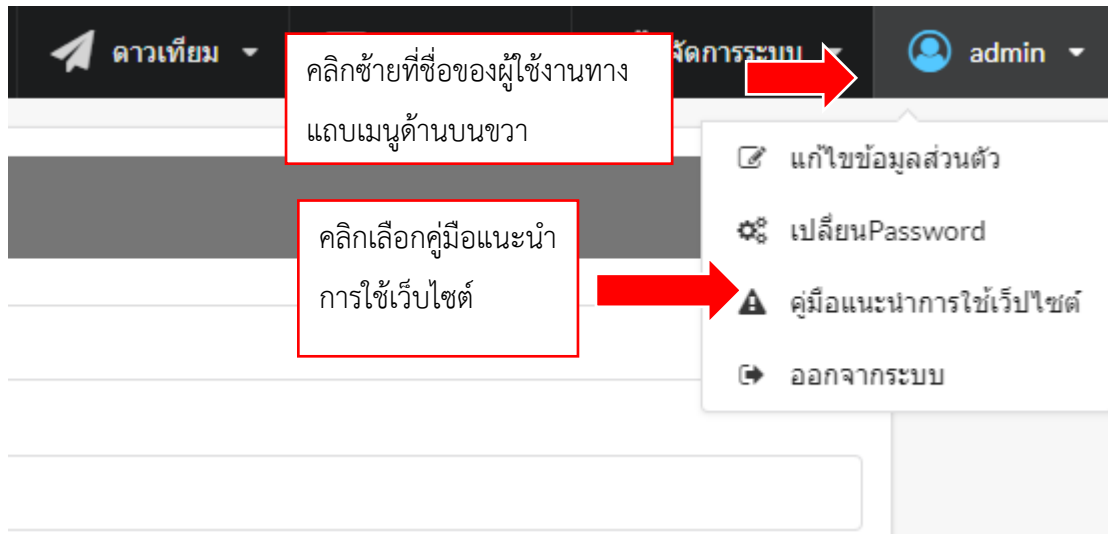 ดาวเทียม
จัดการระบบ
admin
คลิกซ้ายที่ชื่อของผู้ใช้งานทาง
แถบเมนูด้านบนขวา
แก้ไขข้อมูลส่วนตัว
เปลี่ยนPassword
คลิกเลือกคู่มือแนะนำ
การใช้เว็บไซต์
คู่มือแนะนำการใช้เว็ปไซต์
ออกจากระบบ